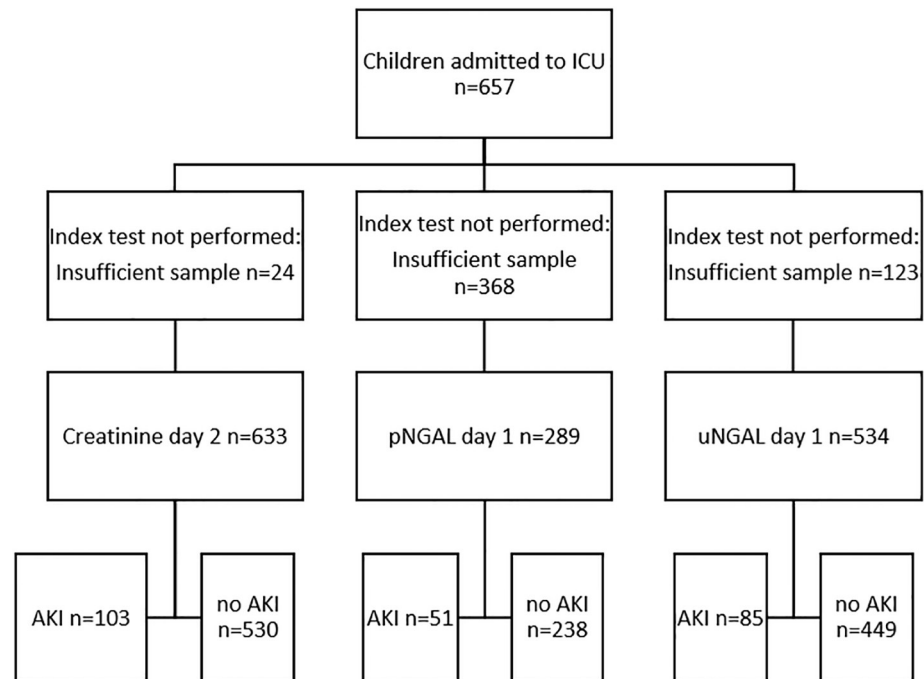 Children admitted to ICU
n=657
Index test not performed:
Insufficient sample n=24
Index test not performed:
Insufficient sample
n=368
Index test not performed:
Insufficient sample n=123
Creatinine day 2 n=633
pNGAL day 1 n=289
uNGAL day 1 n=534
AKI n=103
no AKI
n=530
AKI n=51
no AKI
n=238
AKI n=85
no AKI
n=449